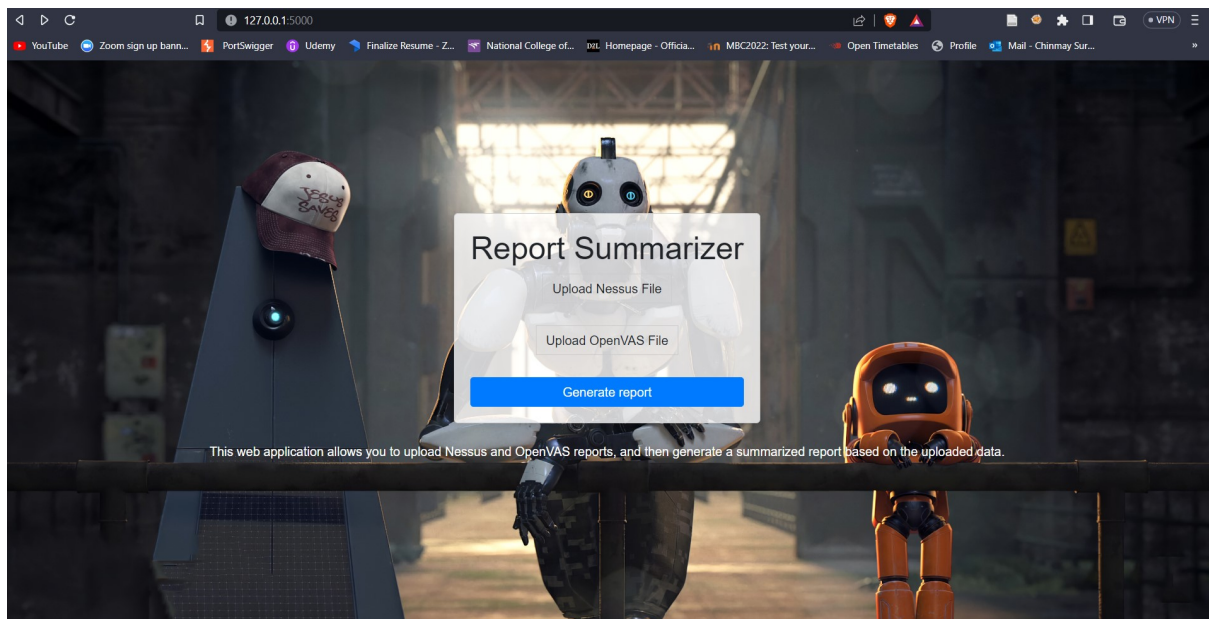 127.0.0.1:5000
VPN
YouTube Zoom sign up bann... PortSwigger Udemy Finalize Resume - Z... National College of... D2L Homepage - Officia... MBC2022: Test your... Open Timetables Profile Mail - Chinmay Sur... »
JESUS
SAVES
Report Summarizer
Upload Nessus File
Upload OpenVAS File
Generate report
This web application allows you to upload Nessus and OpenVAS reports, and then generate a summarized report based on the uploaded data.